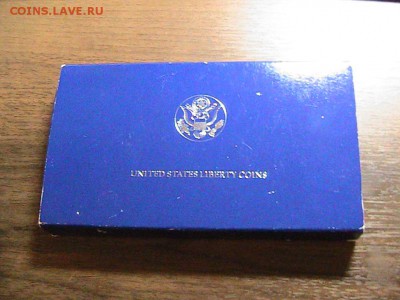 COINS.LAVE.RU
UNITED STATES LIBERTY COINS